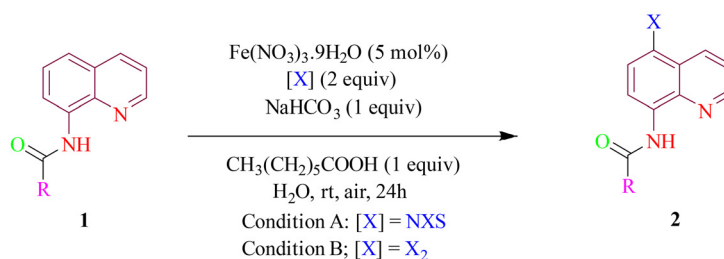 Fe(NO₃)₃.9H₂O (5 mol%)
[X] (2 equiv)
NaHCO₃ (1 equiv)
CH₃(CH₂)₅COOH (1 equiv)
H₂O, rt, air, 24h
Condition A: [X] = NXS
Condition B; [X] = X₂
N
NH
O
R
1
X
N
NH
O
R
2